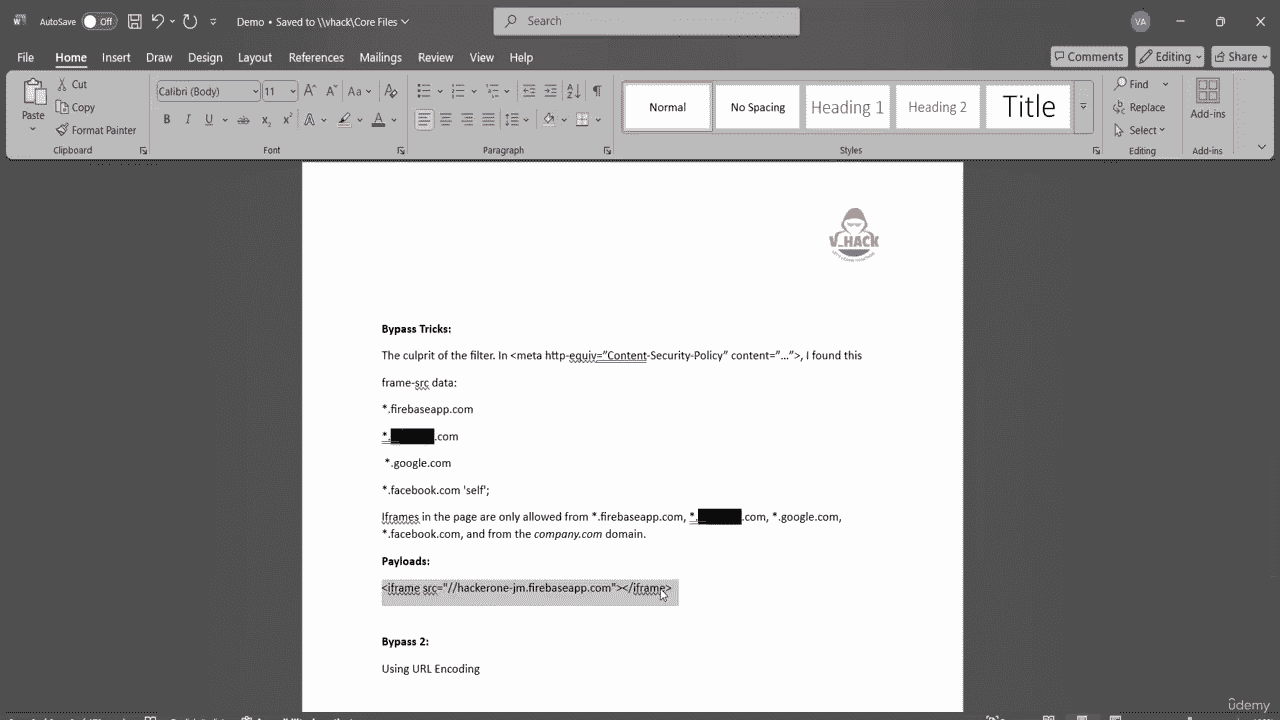 AutoSave Off Demo • Saved to \\vhack\Core Files Search VA
File Home Insert Draw Design Layout References Mailings Review View Help Comments Editing Share
Paste Cut Copy Format Painter Clipboard
Calibri (Body) 11 Aa Font
Paragraph
Normal No Spacing Heading 1 Heading 2 Title Styles
Find Replace Select Editing
Add-ins Add-ins
V_HACK
Bypass Tricks:
The culprit of the filter. In <meta http-equiv="Content-Security-Policy" content="…">, I found this
frame-src data:
*.firebaseapp.com
*. .com
*.google.com
*.facebook.com 'self';
Iframes in the page are only allowed from *.firebaseapp.com, *. .com, *.google.com,
*.facebook.com, and from the company.com domain.
Payloads:
<iframe src="//hackerone-jm.firebaseapp.com"></iframe>
Bypass 2:
Using URL Encoding
ûdemy